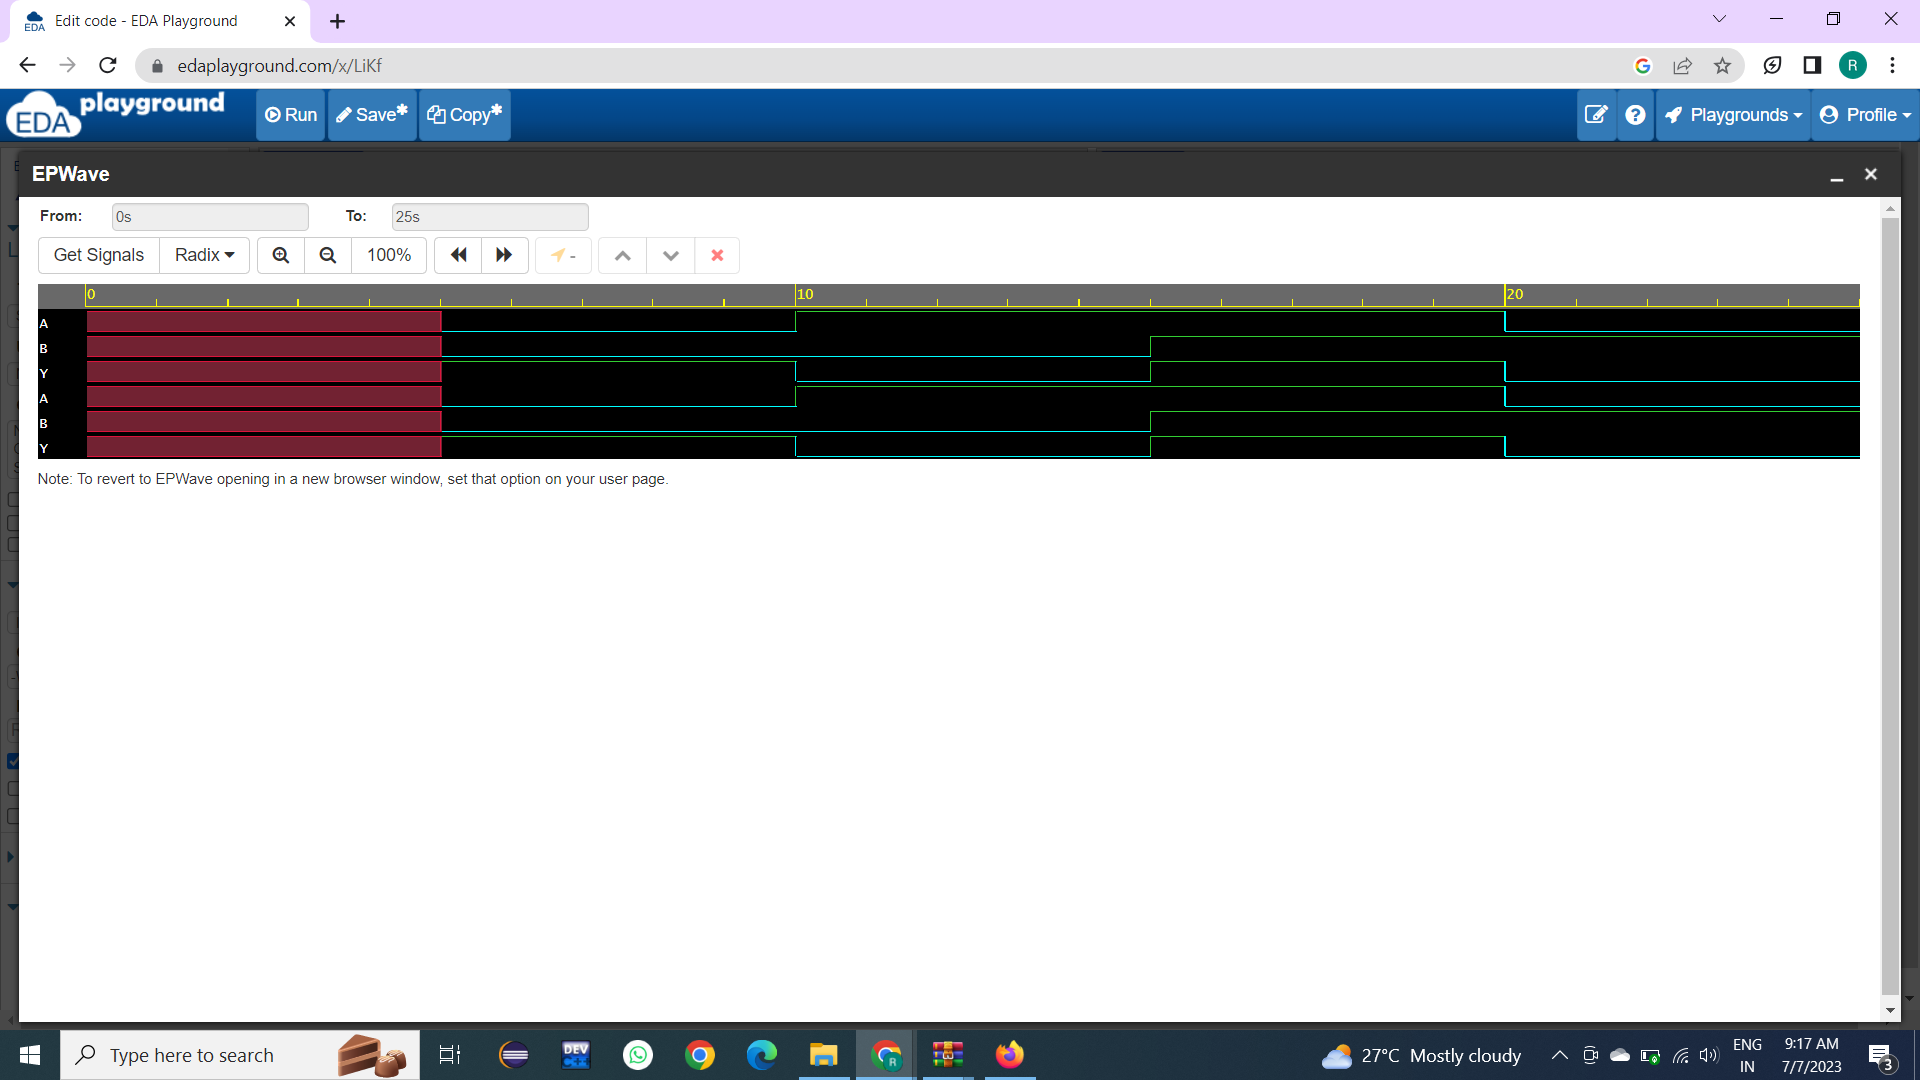 Edit code - EDA Playground
edaplayground.com/x/LiKf
R
EDA playground
Run
Save*
Copy*
Playgrounds
Profile
EPWave
From: 0s To: 25s
Get Signals Radix 100% -
0 10 20
A
B
Y
A
B
Y
Note: To revert to EPWave opening in a new browser window, set that option on your user page.
Type here to search
DEV C++
R
27°C Mostly cloudy
ENG
IN
9:17 AM
7/7/2023
3